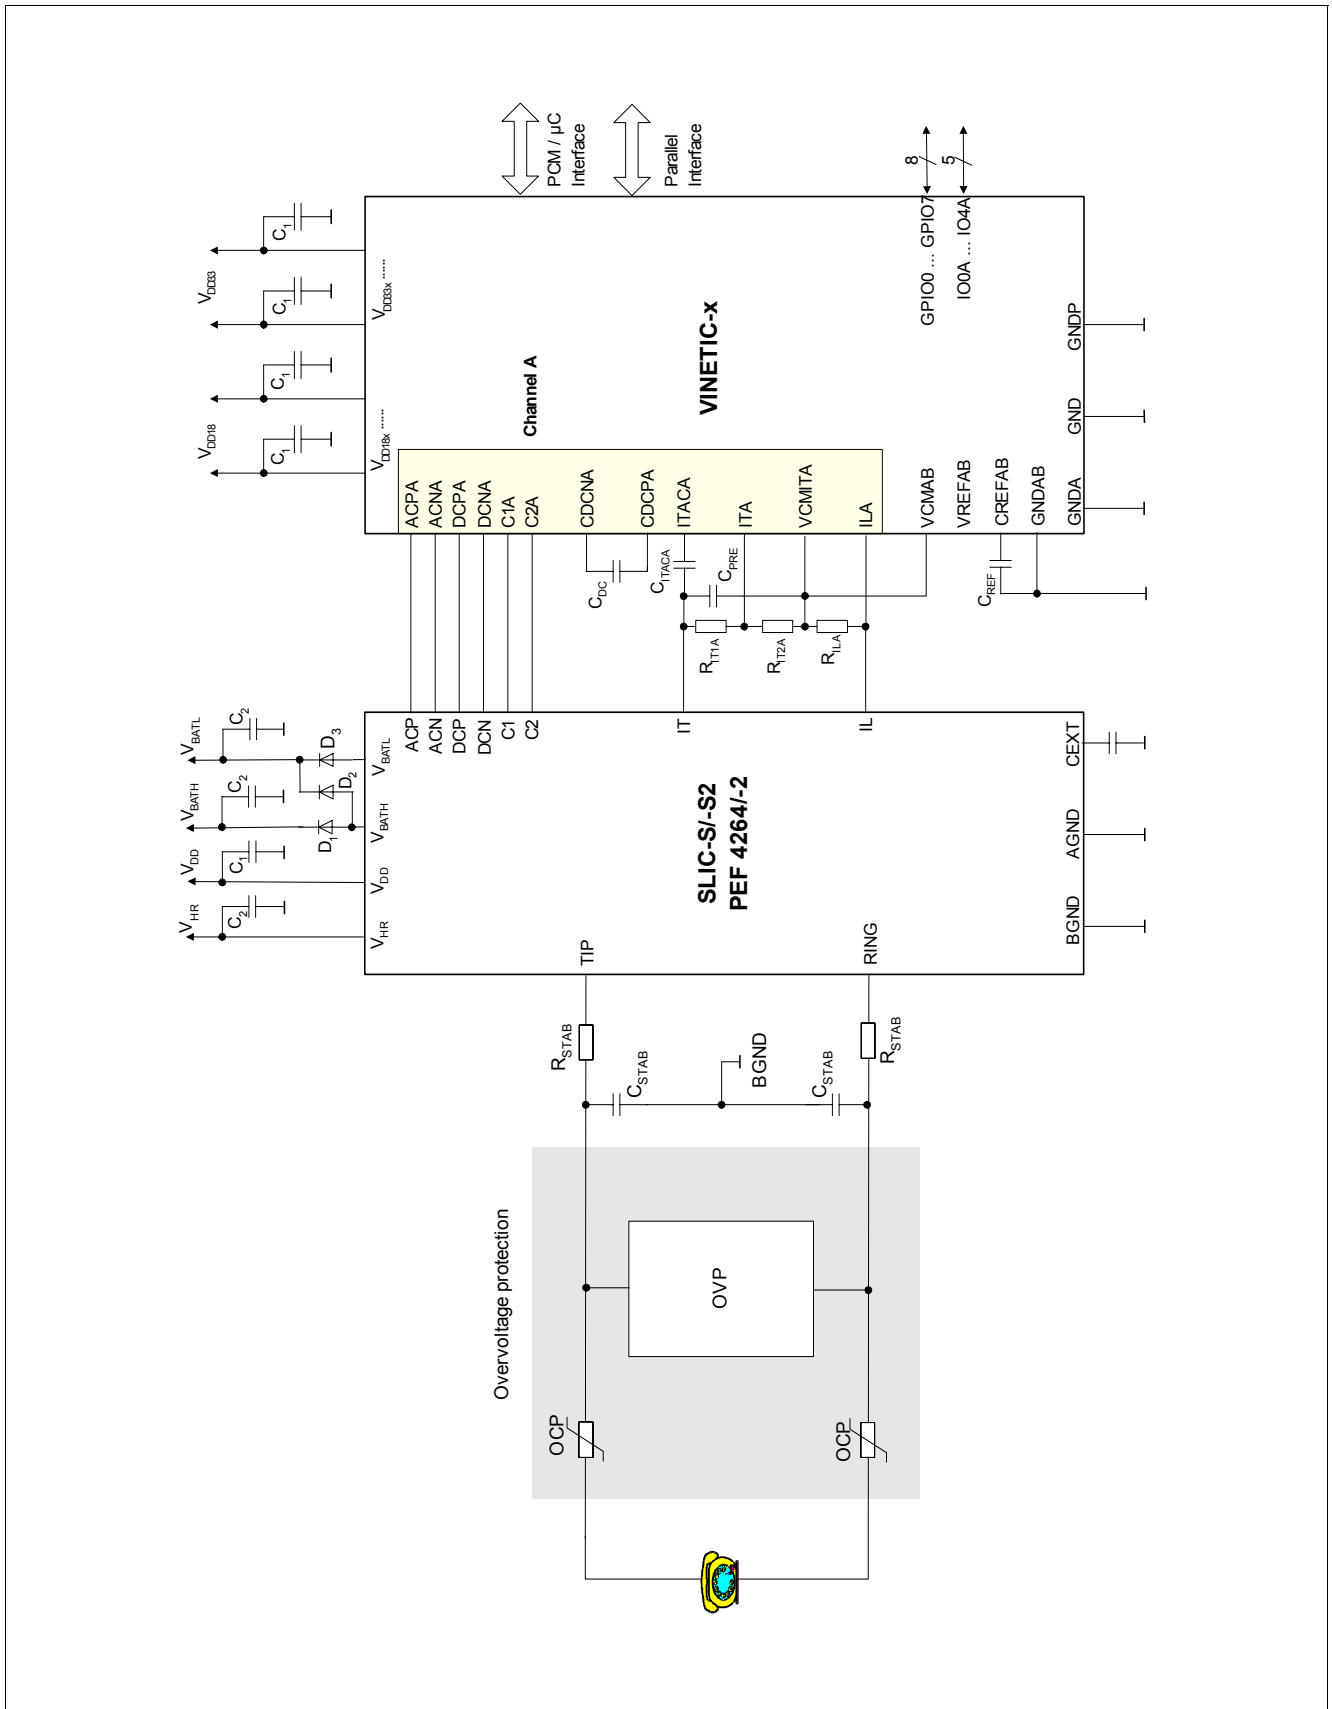 PCM / µC
Interface
Parallel
Interface
8
5
C1
C1
C1
C1
VDD33
VDD18
VDD33x ......
VDD18x ......
GPIO0 ... GPIO7
IO0A ... IO4A
VINETIC-x
Channel A
ACPA
ACNA
DCPA
DCNA
C1A
C2A
CDCNA
CDCPA
ITACA
ITA
VCMITA
ILA
VCMAB
VREFAB
CREFAB
GNDAB
GNDA
GND
GNDP
CDC
CITACA
CPRE
CREF
RIT1A
RIT2A
RILA
VBATL
C2
VBATH
C2
VDD
C1
VHR
C2
D3
D2
D1
VBATL
VBATH
VDD
VHR
ACP
ACN
DCP
DCN
C1
C2
IT
IL
SLIC-S/-S2
PEF 4264/-2
CEXT
AGND
BGND
TIP
RING
RSTAB
RSTAB
CSTAB
CSTAB
BGND
Overvoltage protection
OVP
OCP
OCP